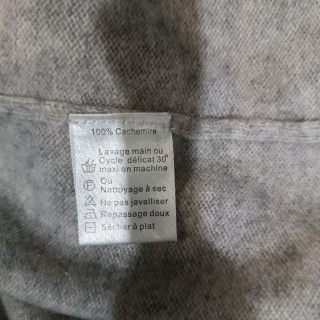 100% Cachemire
Lavage main ou
Cycle délicat 30°
maxi en machine
Ou
Nettoyage à sec
Ne pas javelliser
Repassage doux
Sécher à plat